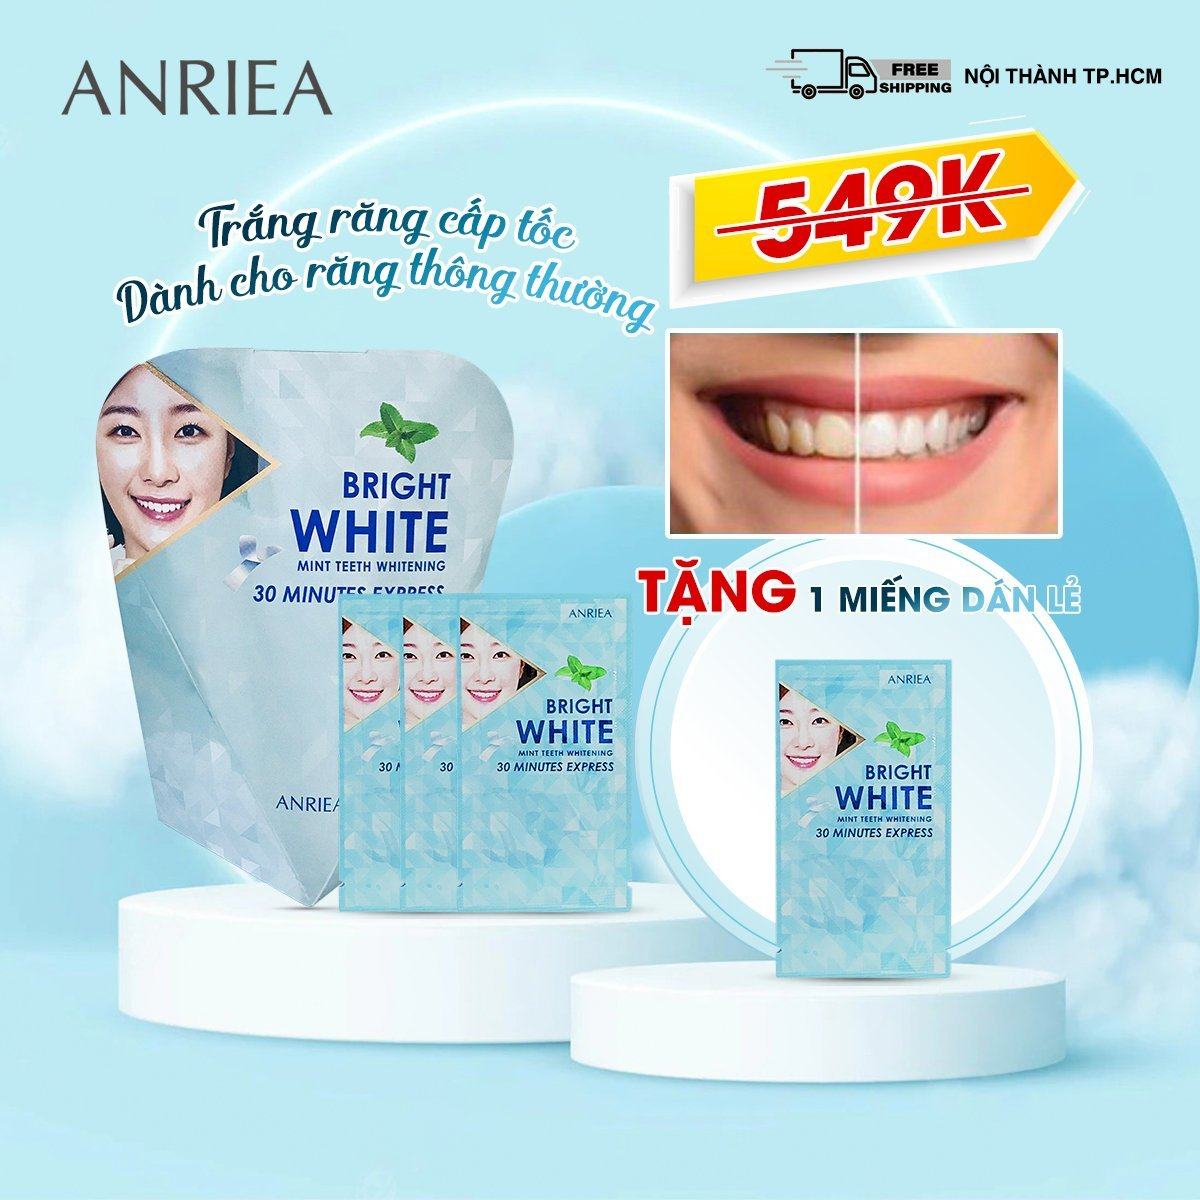 ANRIEA
FREE
SHIPPING
NỘI THÀNH TP.HCM
549K
Trắng răng cấp tốc
Dành cho răng thông thường
BRIGHT
WHITE
MINT TEETH WHITENING
30 MINUTES EXPRESS
ANRIEA
TẶNG 1 MIẾNG DÁN LẺ
30 M
30
ANRIEA
BRIGHT
WHITE
MINT TEETH WHITENING
30 MINUTES EXPRESS
ANRIEA
BRIGHT
WHITE
MINT TEETH WHITENING
30 MINUTES EXPRESS